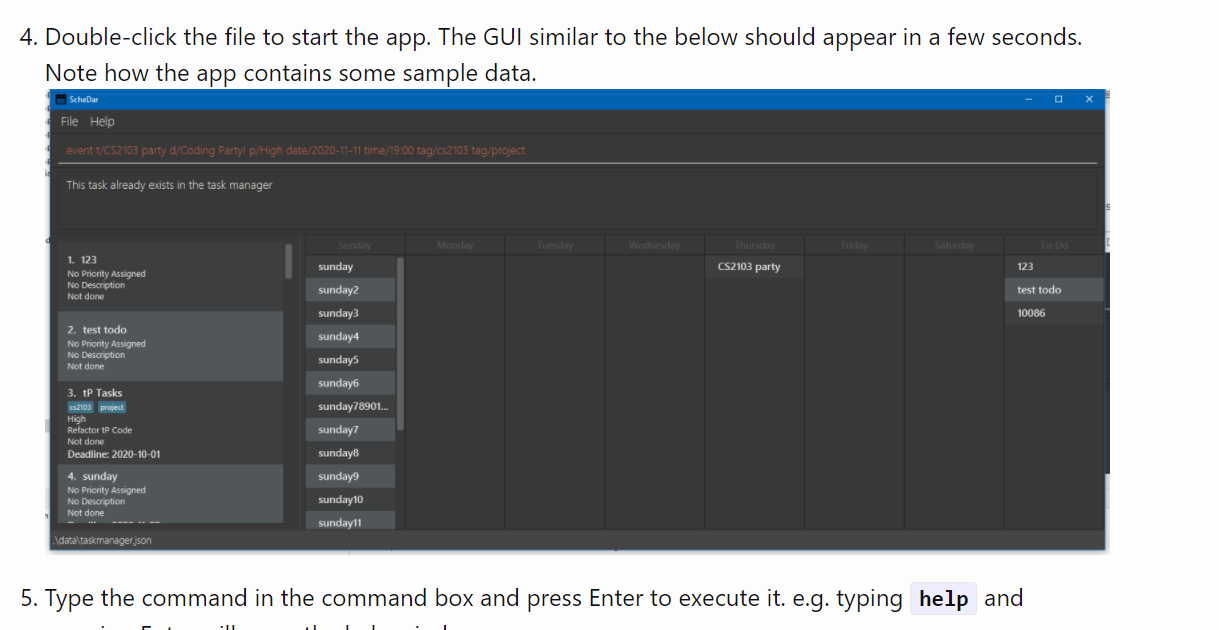 4. Double-click the file to start the app. The GUI similar to the below should appear in a few seconds.
Note how the app contains some sample data.
ScheDar
File Help
event t/CS2103 party d/Coding Party! p/High date/2020-11-11 time/19:00 tag/cs2103 tag/project
This task already exists in the task manager
1. 123
No Priority Assigned
No Description
Not done
2. test todo
No Priority Assigned
No Description
Not done
3. tP Tasks
cs2103 project
High
Refactor tP Code
Not done
Deadline: 2020-10-01
4. sunday
No Priority Assigned
No Description
Not done
Sunday Monday Tuesday Wednesday Thursday Friday Saturday To-Do
sunday
sunday2
sunday3
sunday4
sunday5
sunday6
sunday78901...
sunday7
sunday8
sunday9
sunday10
sunday11
CS2103 party
123
test todo
10086
.\data\taskmanager.json
5. Type the command in the command box and press Enter to execute it. e.g. typing help and